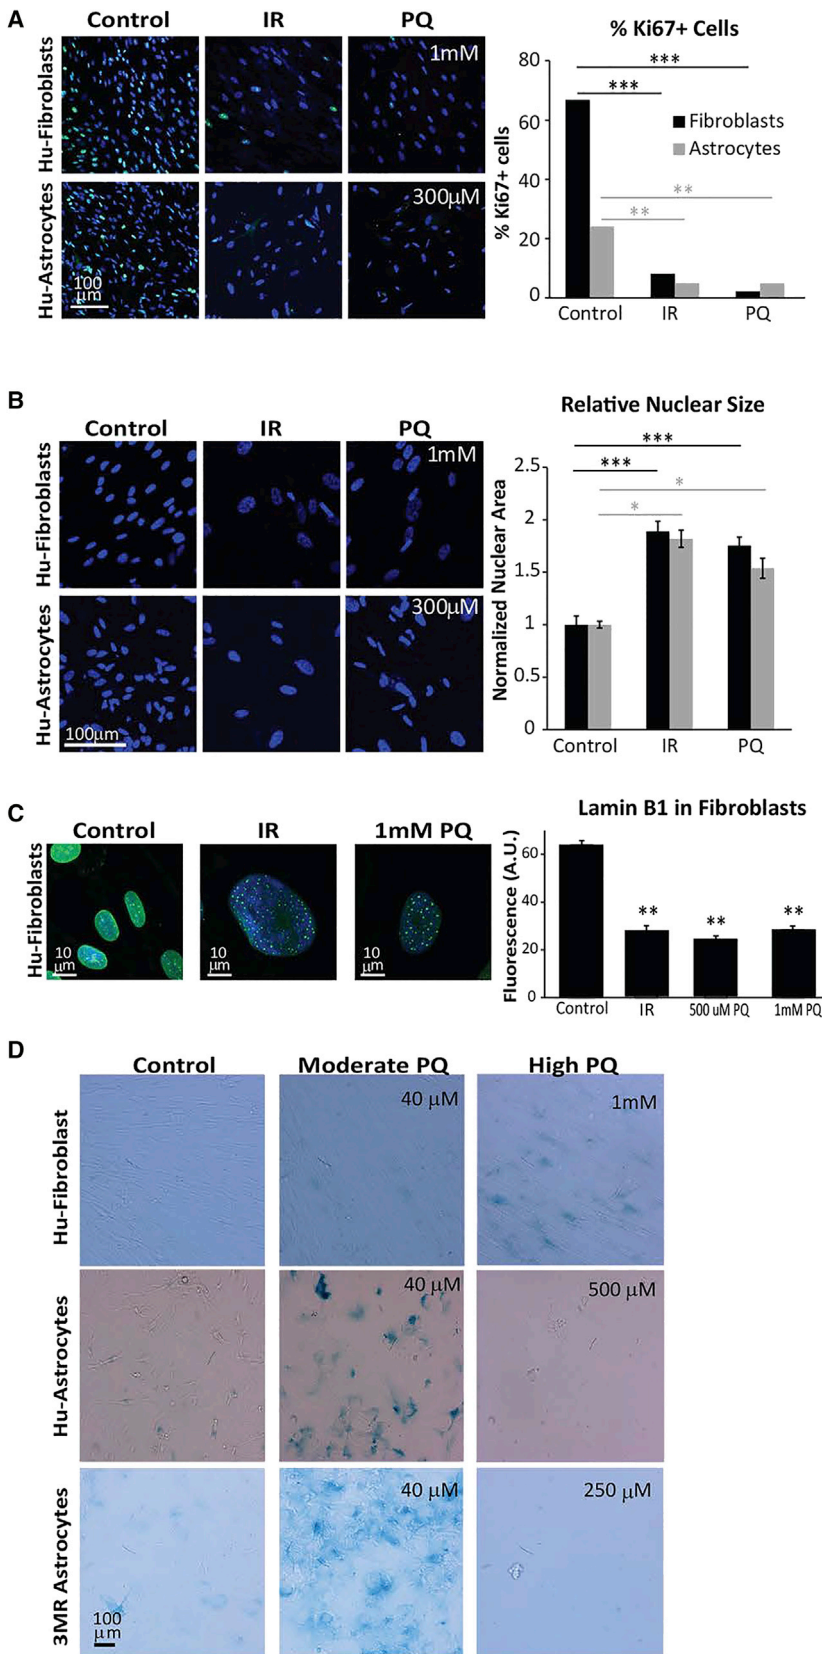 A
Control
IR
PQ
Hu-Fibroblasts
1mM
Hu-Astrocytes
300µM
100
µm
% Ki67+ Cells
% Ki67+ cells
80
60
40
20
0
***
***
Fibroblasts
Astrocytes
**
**
Control
IR
PQ
B
Control
IR
PQ
Hu-Fibroblasts
1mM
Hu-Astrocytes
300µM
100µm
Relative Nuclear Size
Normalized Nuclear Area
2.5
2
1.5
1
0.5
0
***
***
*
*
Control
IR
PQ
C
Control
IR
1mM PQ
Hu-Fibroblasts
10
µm
10
µm
10
µm
Lamin B1 in Fibroblasts
Fluorescence (A.U.)
60
40
20
0
**
**
**
Control
IR
500 uM PQ
1mM PQ
D
Control
Moderate PQ
High PQ
Hu-Fibroblast
40 µM
1mM
Hu-Astrocytes
40 µM
500 µM
3MR Astrocytes
40 µM
250 µM
100
µm